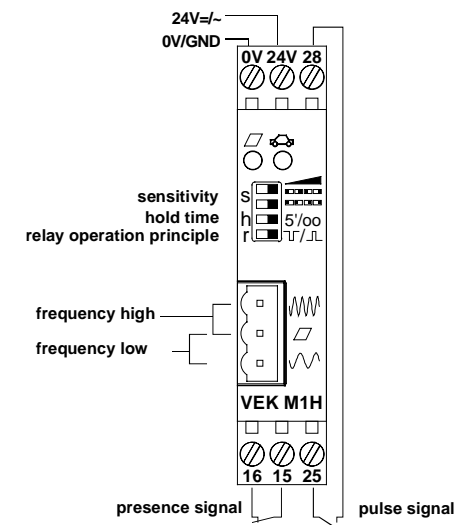 24V=/~
0V/GND
0V 24V 28
sensitivity
s
hold time
h 5'/oo
relay operation principle
r /
frequency high
frequency low
VEK M1H
16 15 25
presence signal
pulse signal